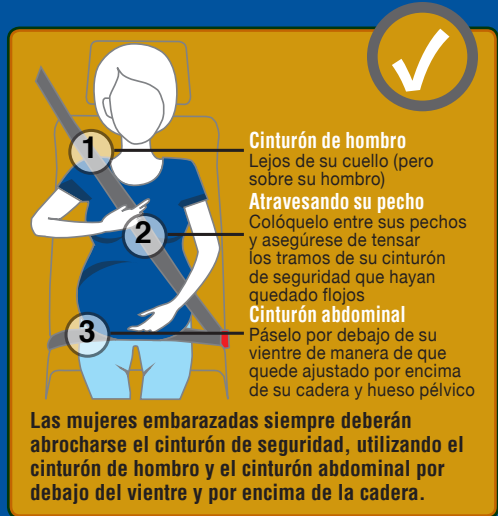 1
Cinturón de hombro
Lejos de su cuello (pero
sobre su hombro)
Atravesando su pecho
2
Colóquelo entre sus pechos
y asegúrese de tensar
los tramos de su cinturón
de seguridad que hayan
quedado flojos
Cinturón abdominal
3
Páselo por debajo de su
vientre de manera de que
quede ajustado por encima
de su cadera y hueso pélvico
Las mujeres embarazadas siempre deberán
abrocharse el cinturón de seguridad, utilizando el
cinturón de hombro y el cinturón abdominal por
debajo del vientre y por encima de la cadera.